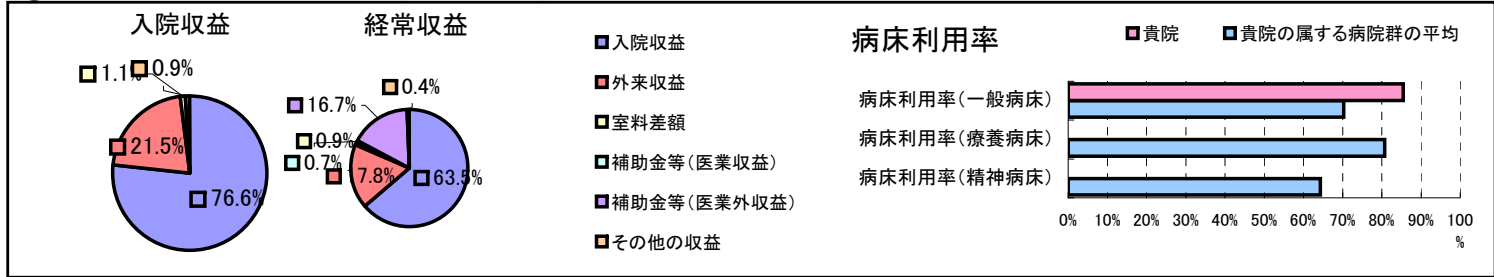 入院収益
1.1%
0.9%
21.5%
76.6%
経常収益
0.4%
16.7%
0.9%
0.7%
7.8%
63.5%
入院収益
外来収益
室料差額
補助金等(医業収益)
補助金等(医業外収益)
その他の収益
病床利用率
貴院
貴院の属する病院群の平均
病床利用率(一般病床)
病床利用率(療養病床)
病床利用率(精神病床)
0% 10% 20% 30% 40% 50% 60% 70% 80% 90% 100
%